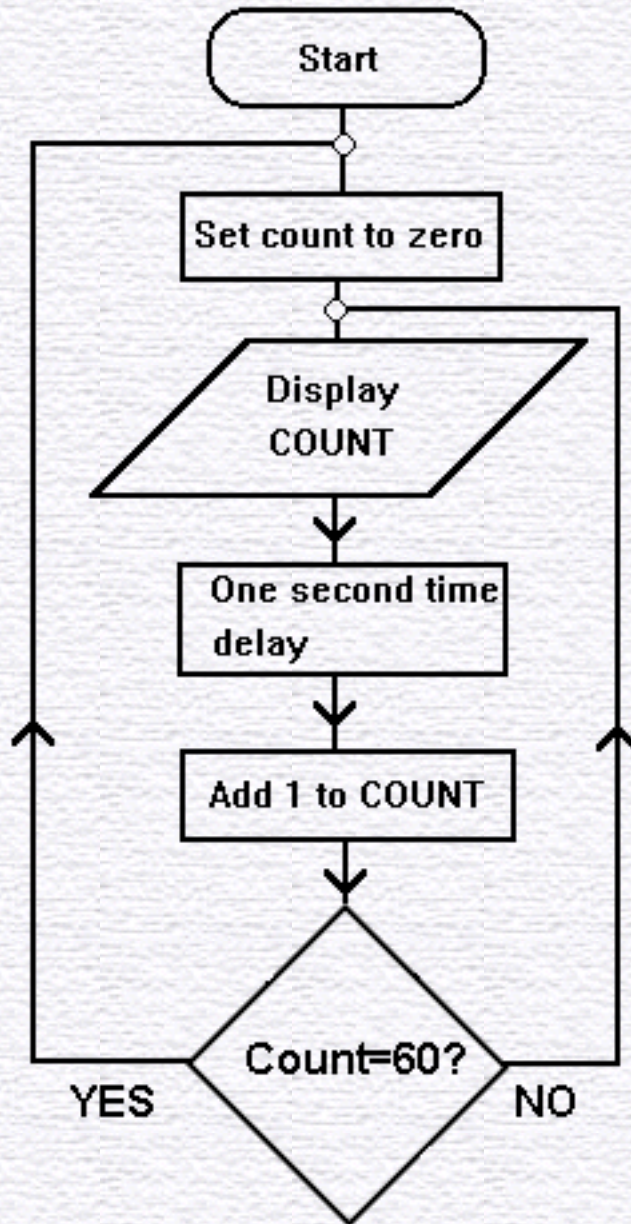 Start
Set count to zero
Display
COUNT
One second time
delay
Add 1 to COUNT
Count=60?
YES
NO